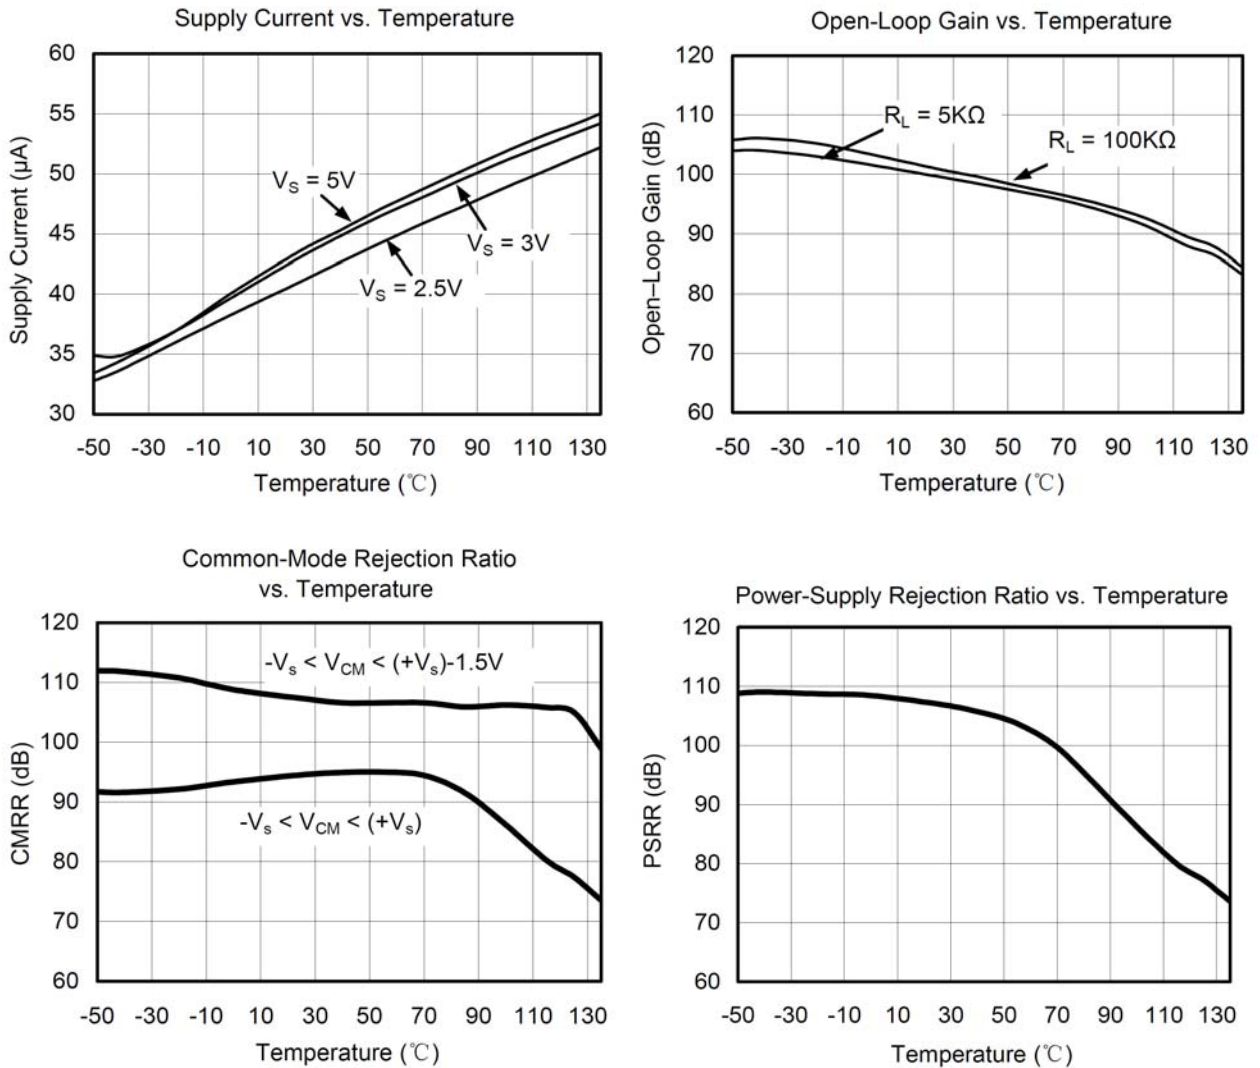 Supply Current vs. Temperature
60
55
50
45
40
35
30
Supply Current (µA)
V_S = 5V
V_S = 3V
V_S = 2.5V
-50 -30 -10 10 30 50 70 90 110 130
Temperature (℃)
Open-Loop Gain vs. Temperature
120
110
100
90
80
70
60
Open–Loop Gain (dB)
R_L = 5KΩ
R_L = 100KΩ
-50 -30 -10 10 30 50 70 90 110 130
Temperature (℃)
Common-Mode Rejection Ratio
vs. Temperature
120
110
100
90
80
70
60
CMRR (dB)
-V_s < V_CM < (+V_s)-1.5V
-V_s < V_CM < (+V_s)
-50 -30 -10 10 30 50 70 90 110 130
Temperature (℃)
Power-Supply Rejection Ratio vs. Temperature
120
110
100
90
80
70
60
PSRR (dB)
-50 -30 -10 10 30 50 70 90 110 130
Temperature (℃)